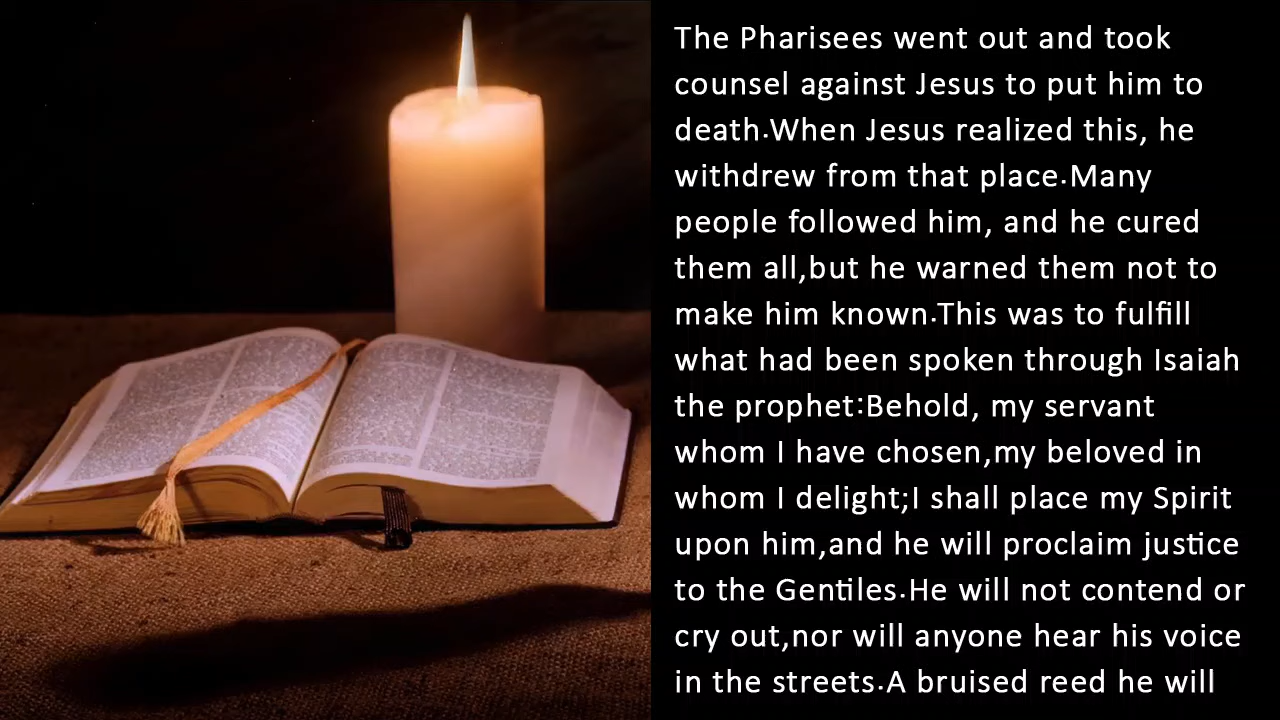 The Pharisees went out and took
counsel against Jesus to put him to
death.When Jesus realized this, he
withdrew from that place.Many
people followed him, and he cured
them all,but he warned them not to
make him known.This was to fulfill
what had been spoken through Isaiah
the prophet:Behold, my servant
whom I have chosen,my beloved in
whom I delight;I shall place my Spirit
upon him,and he will proclaim justice
to the Gentiles.He will not contend or
cry out,nor will anyone hear his voice
in the streets.A bruised reed he will